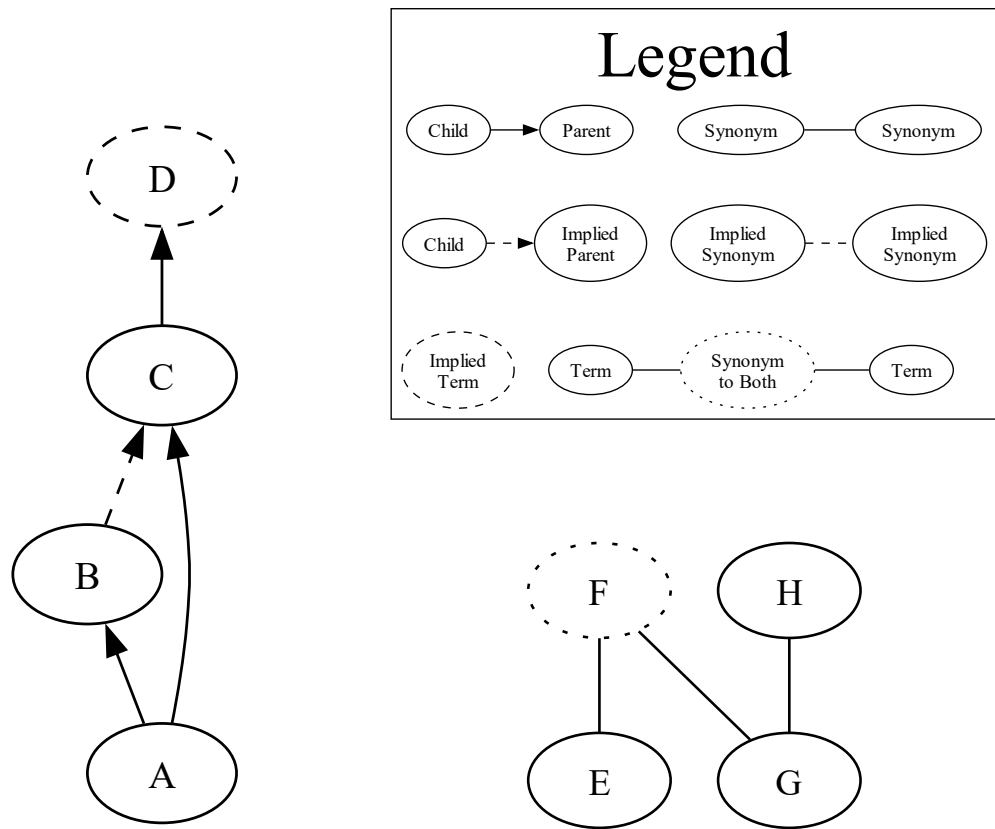 Legend
Child
Parent
Synonym
Synonym
Child
Implied
Parent
Implied
Synonym
Implied
Synonym
Implied
Term
Term
Synonym
to Both
Term
D
C
B
A
F
H
E
G